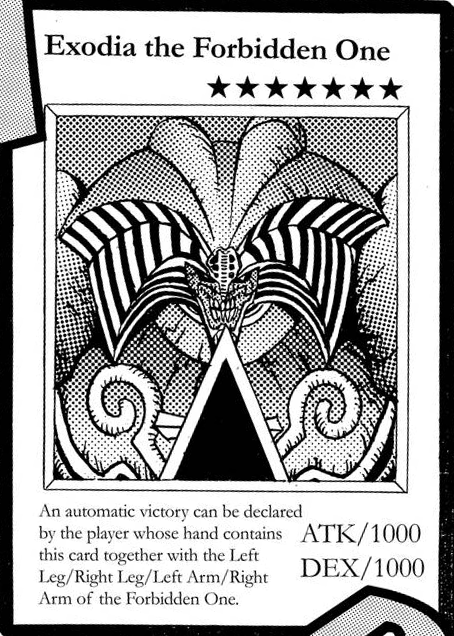 Exodia the Forbidden One
★★★★★★★
An automatic victory can be declared
by the player whose hand contains
this card together with the Left
Leg/Right Leg/Left Arm/Right
Arm of the Forbidden One.
ATK/1000
DEX/1000